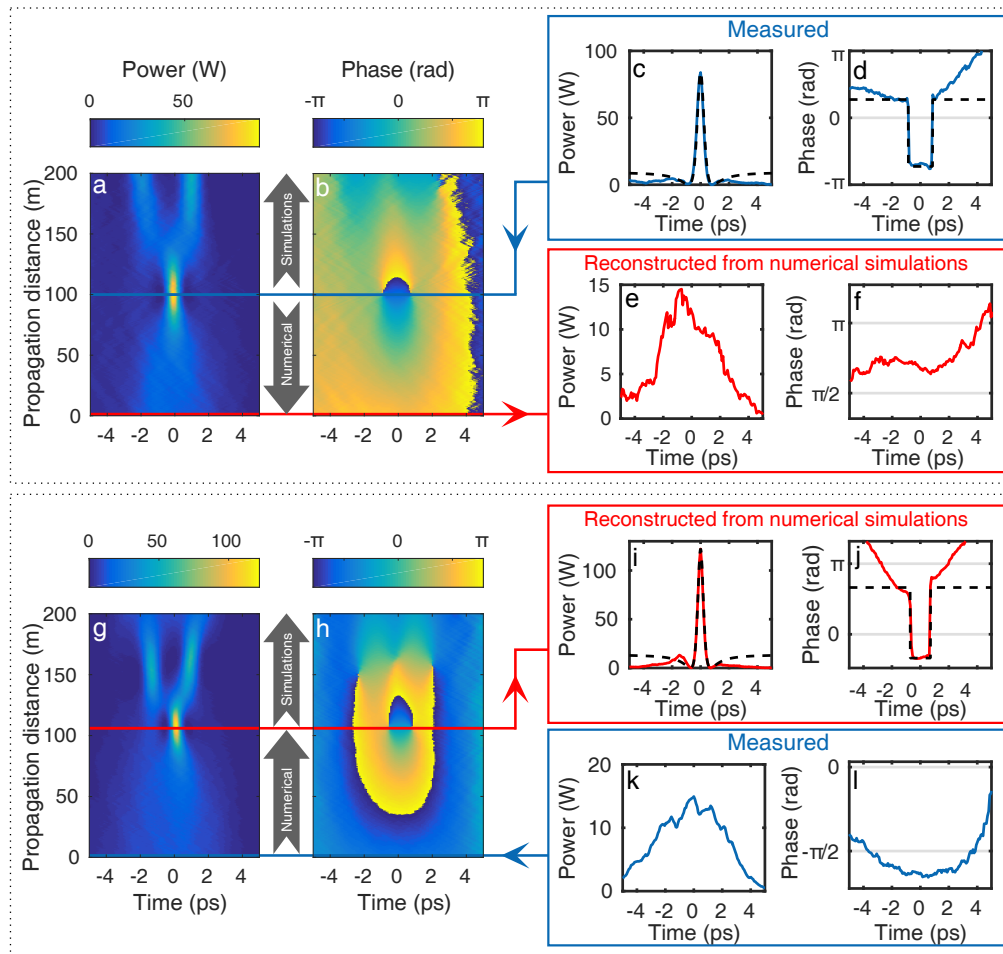 Measured
Power (W)
0 50
Phase (rad)
-π 0 π
Propagation distance (m)
200
150
100
50
0
a
-4 -2 0 2 4
Simulations
Numerical
b
-4 -2 0 2 4
c
Power (W)
100
50
0
-4 -2 0 2 4
Time (ps)
d
Phase (rad)
π
0
-π
-4 -2 0 2 4
Time (ps)
Reconstructed from numerical simulations
e
Power (W)
15
10
5
0
-4 -2 0 2 4
Time (ps)
f
Phase (rad)
π
π/2
-4 -2 0 2 4
Time (ps)
0 50 100
-π 0 π
Propagation distance (m)
200
150
100
50
0
g
-4 -2 0 2 4
Time (ps)
Simulations
Numerical
h
-4 -2 0 2 4
Time (ps)
Reconstructed from numerical simulations
i
Power (W)
100
50
0
-4 -2 0 2 4
Time (ps)
j
Phase (rad)
π
0
-4 -2 0 2 4
Time (ps)
Measured
k
Power (W)
20
10
0
-4 -2 0 2 4
Time (ps)
l
Phase (rad)
0
-π/2
-4 -2 0 2 4
Time (ps)